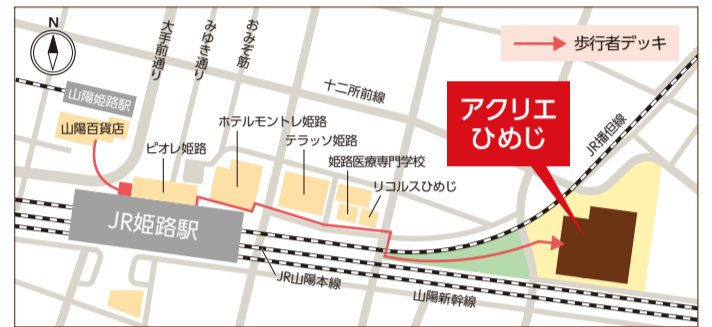 N
歩行者デッキ
大手前通り
みゆき通り
おみぞ筋
十二所前線
山陽姫路駅
山陽百貨店
ピオレ姫路
ホテルモントレ姫路
テラッソ姫路
姫路医療専門学校
リコルスひめじ
アクリエ
ひめじ
JR播但線
JR姫路駅
JR山陽本線
山陽新幹線